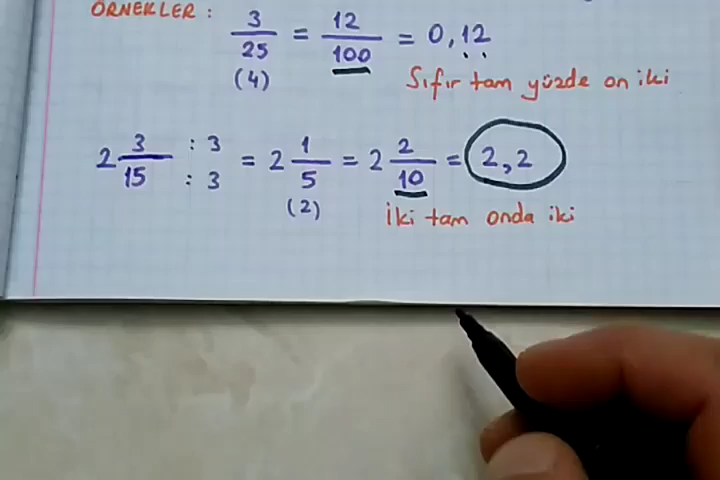 ÖRNEKLER : 3/25 = 12/100 = 0,12
(4)
Sıfır tam yüzde on iki
2 3/15 : 3 : 3 = 2 1/5 = 2 2/10 = 2,2
(2)
İki tam onda iki